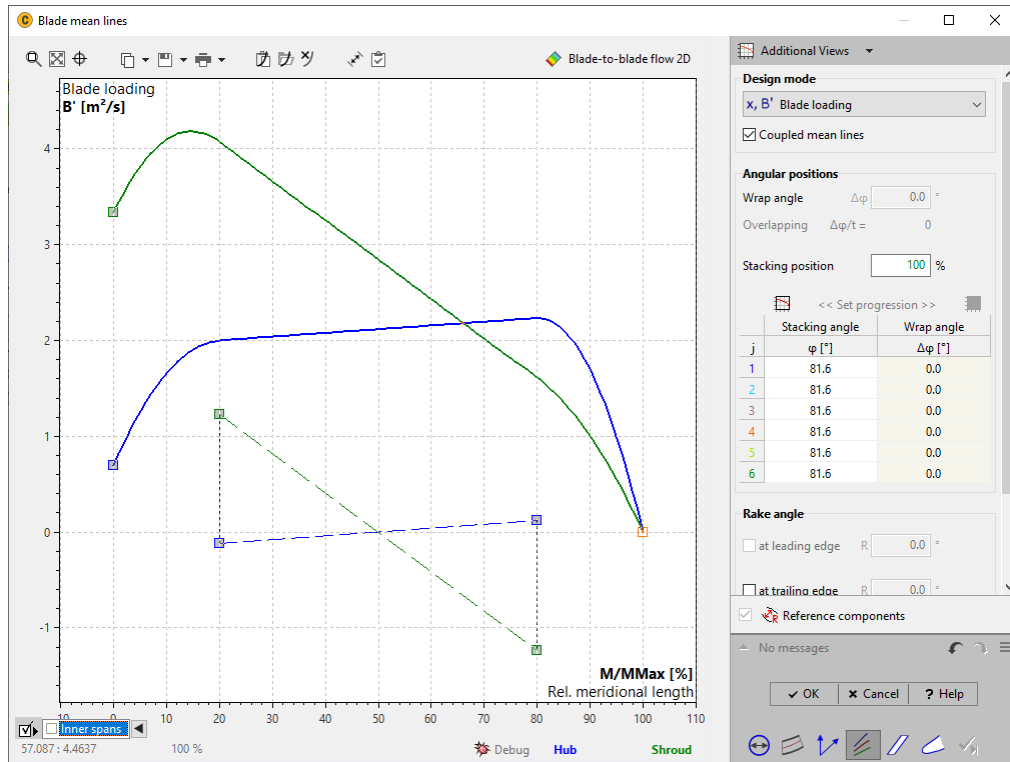 Blade mean lines
Blade-to-blade flow 2D
Additional Views
Blade loading
B' [m²/s]
4
3
2
1
0
-1
M/MMax [%]
Rel. meridional length
10 0 10 20 30 40 50 60 70 80 90 100 110
Inner spans
57.087 : 4.4637 100 % Debug Hub Shroud
Design mode
x, B' Blade loading
Coupled mean lines
Angular positions
Wrap angle Δφ 0.0 °
Overlapping Δφ/t = 0
Stacking position 100 %
<< Set progression >>
Stacking angle Wrap angle
j φ [°] Δφ [°]
1 81.6 0.0
2 81.6 0.0
3 81.6 0.0
4 81.6 0.0
5 81.6 0.0
6 81.6 0.0
Rake angle
at leading edge R 0.0 °
at trailing edge R 0.0 °
Reference components
No messages
OK Cancel ? Help